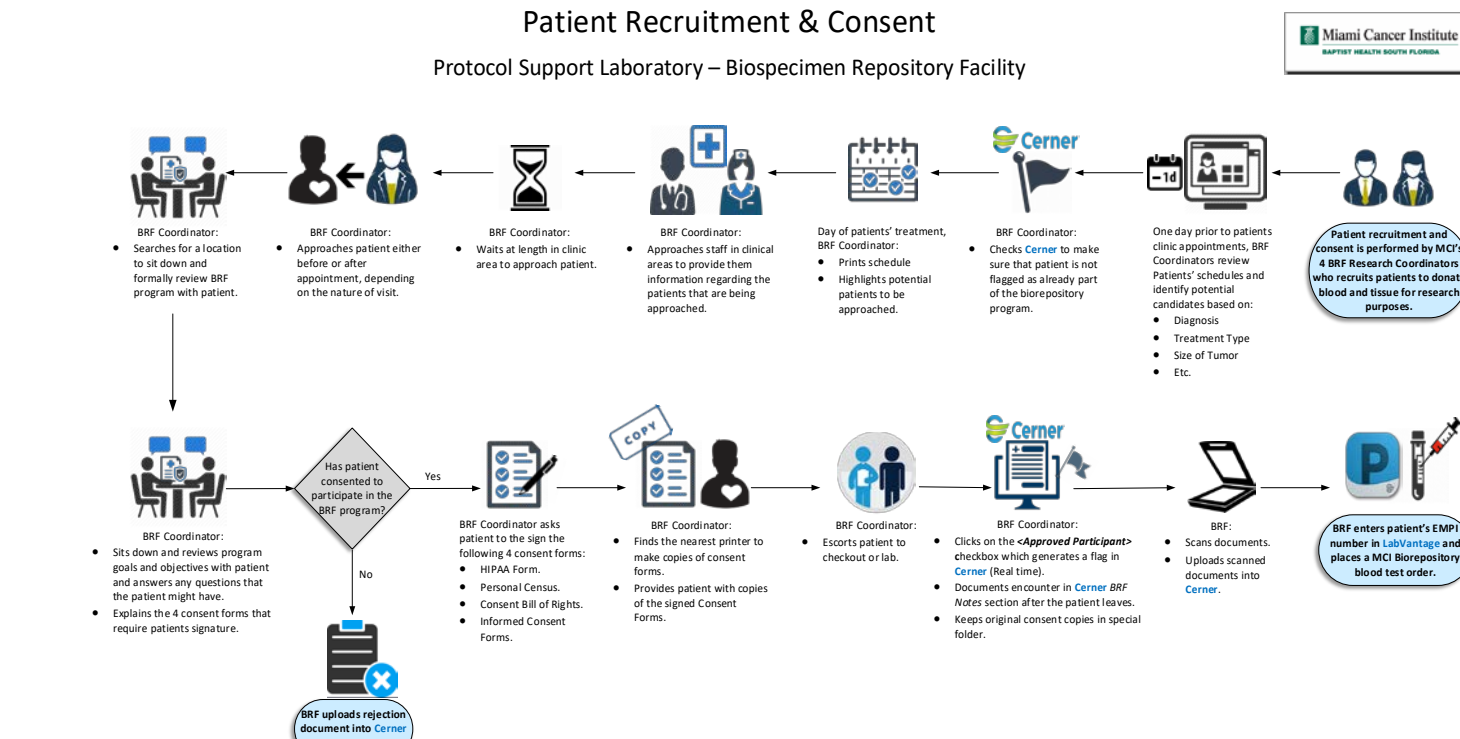 Patient Recruitment & Consent
Protocol Support Laboratory – Biospecimen Repository Facility
Miami Cancer Institute
BAPTIST HEALTH SOUTH FLORIDA
Patient recruitment and
consent is performed by MCI's
4 BRF Research Coordinators
who recruits patients to donat
blood and tissue for research
purposes.
– 1d
One day prior to patients
clinic appointments, BRF
Coordinators review
Patients' schedules and
identify potential
candidates based on:
● Diagnosis
● Treatment Type
● Size of Tumor
● Etc.
Cerner
BRF Coordinator:
● Checks Cerner to make
sure that patient is not
flagged as already part
of the biorepository
program.
Day of patients' treatment,
BRF Coordinator:
● Prints schedule
● Highlights potential
patients to be
approached.
BRF Coordinator:
● Approaches staff in clinical
areas to provide them
information regarding the
patients that are being
approached.
BRF Coordinator:
● Waits at length in clinic
area to approach patient.
BRF Coordinator:
● Approaches patient either
before or after
appointment, depending
on the nature of visit.
BRF Coordinator:
● Searches for a location
to sit down and
formally review BRF
program with patient.
BRF Coordinator:
● Sits down and reviews program
goals and objectives with patient
and answers any questions that
the patient might have.
● Explains the 4 consent forms that
require patients signature.
Has patient
consented to
participate in the
BRF program?
Yes
No
BRF uploads rejection
document into Cerner
BRF Coordinator asks
patient to the sign the
following 4 consent forms:
● HIPAA Form.
● Personal Census.
● Consent Bill of Rights.
● Informed Consent
Forms.
COPY
BRF Coordinator:
● Finds the nearest printer to
make copies of consent
forms.
● Provides patient with copies
of the signed Consent
Forms.
BRF Coordinator:
● Escorts patient to
checkout or lab.
Cerner
BRF Coordinator:
● Clicks on the <Approved Participant>
checkbox which generates a flag in
Cerner (Real time).
● Documents encounter in Cerner BRF
Notes section after the patient leaves.
● Keeps original consent copies in special
folder.
BRF:
● Scans documents.
● Uploads scanned
documents into
Cerner.
P
BRF enters patient's EMPI
number in LabVantage and
places a MCI Biorepository
blood test order.